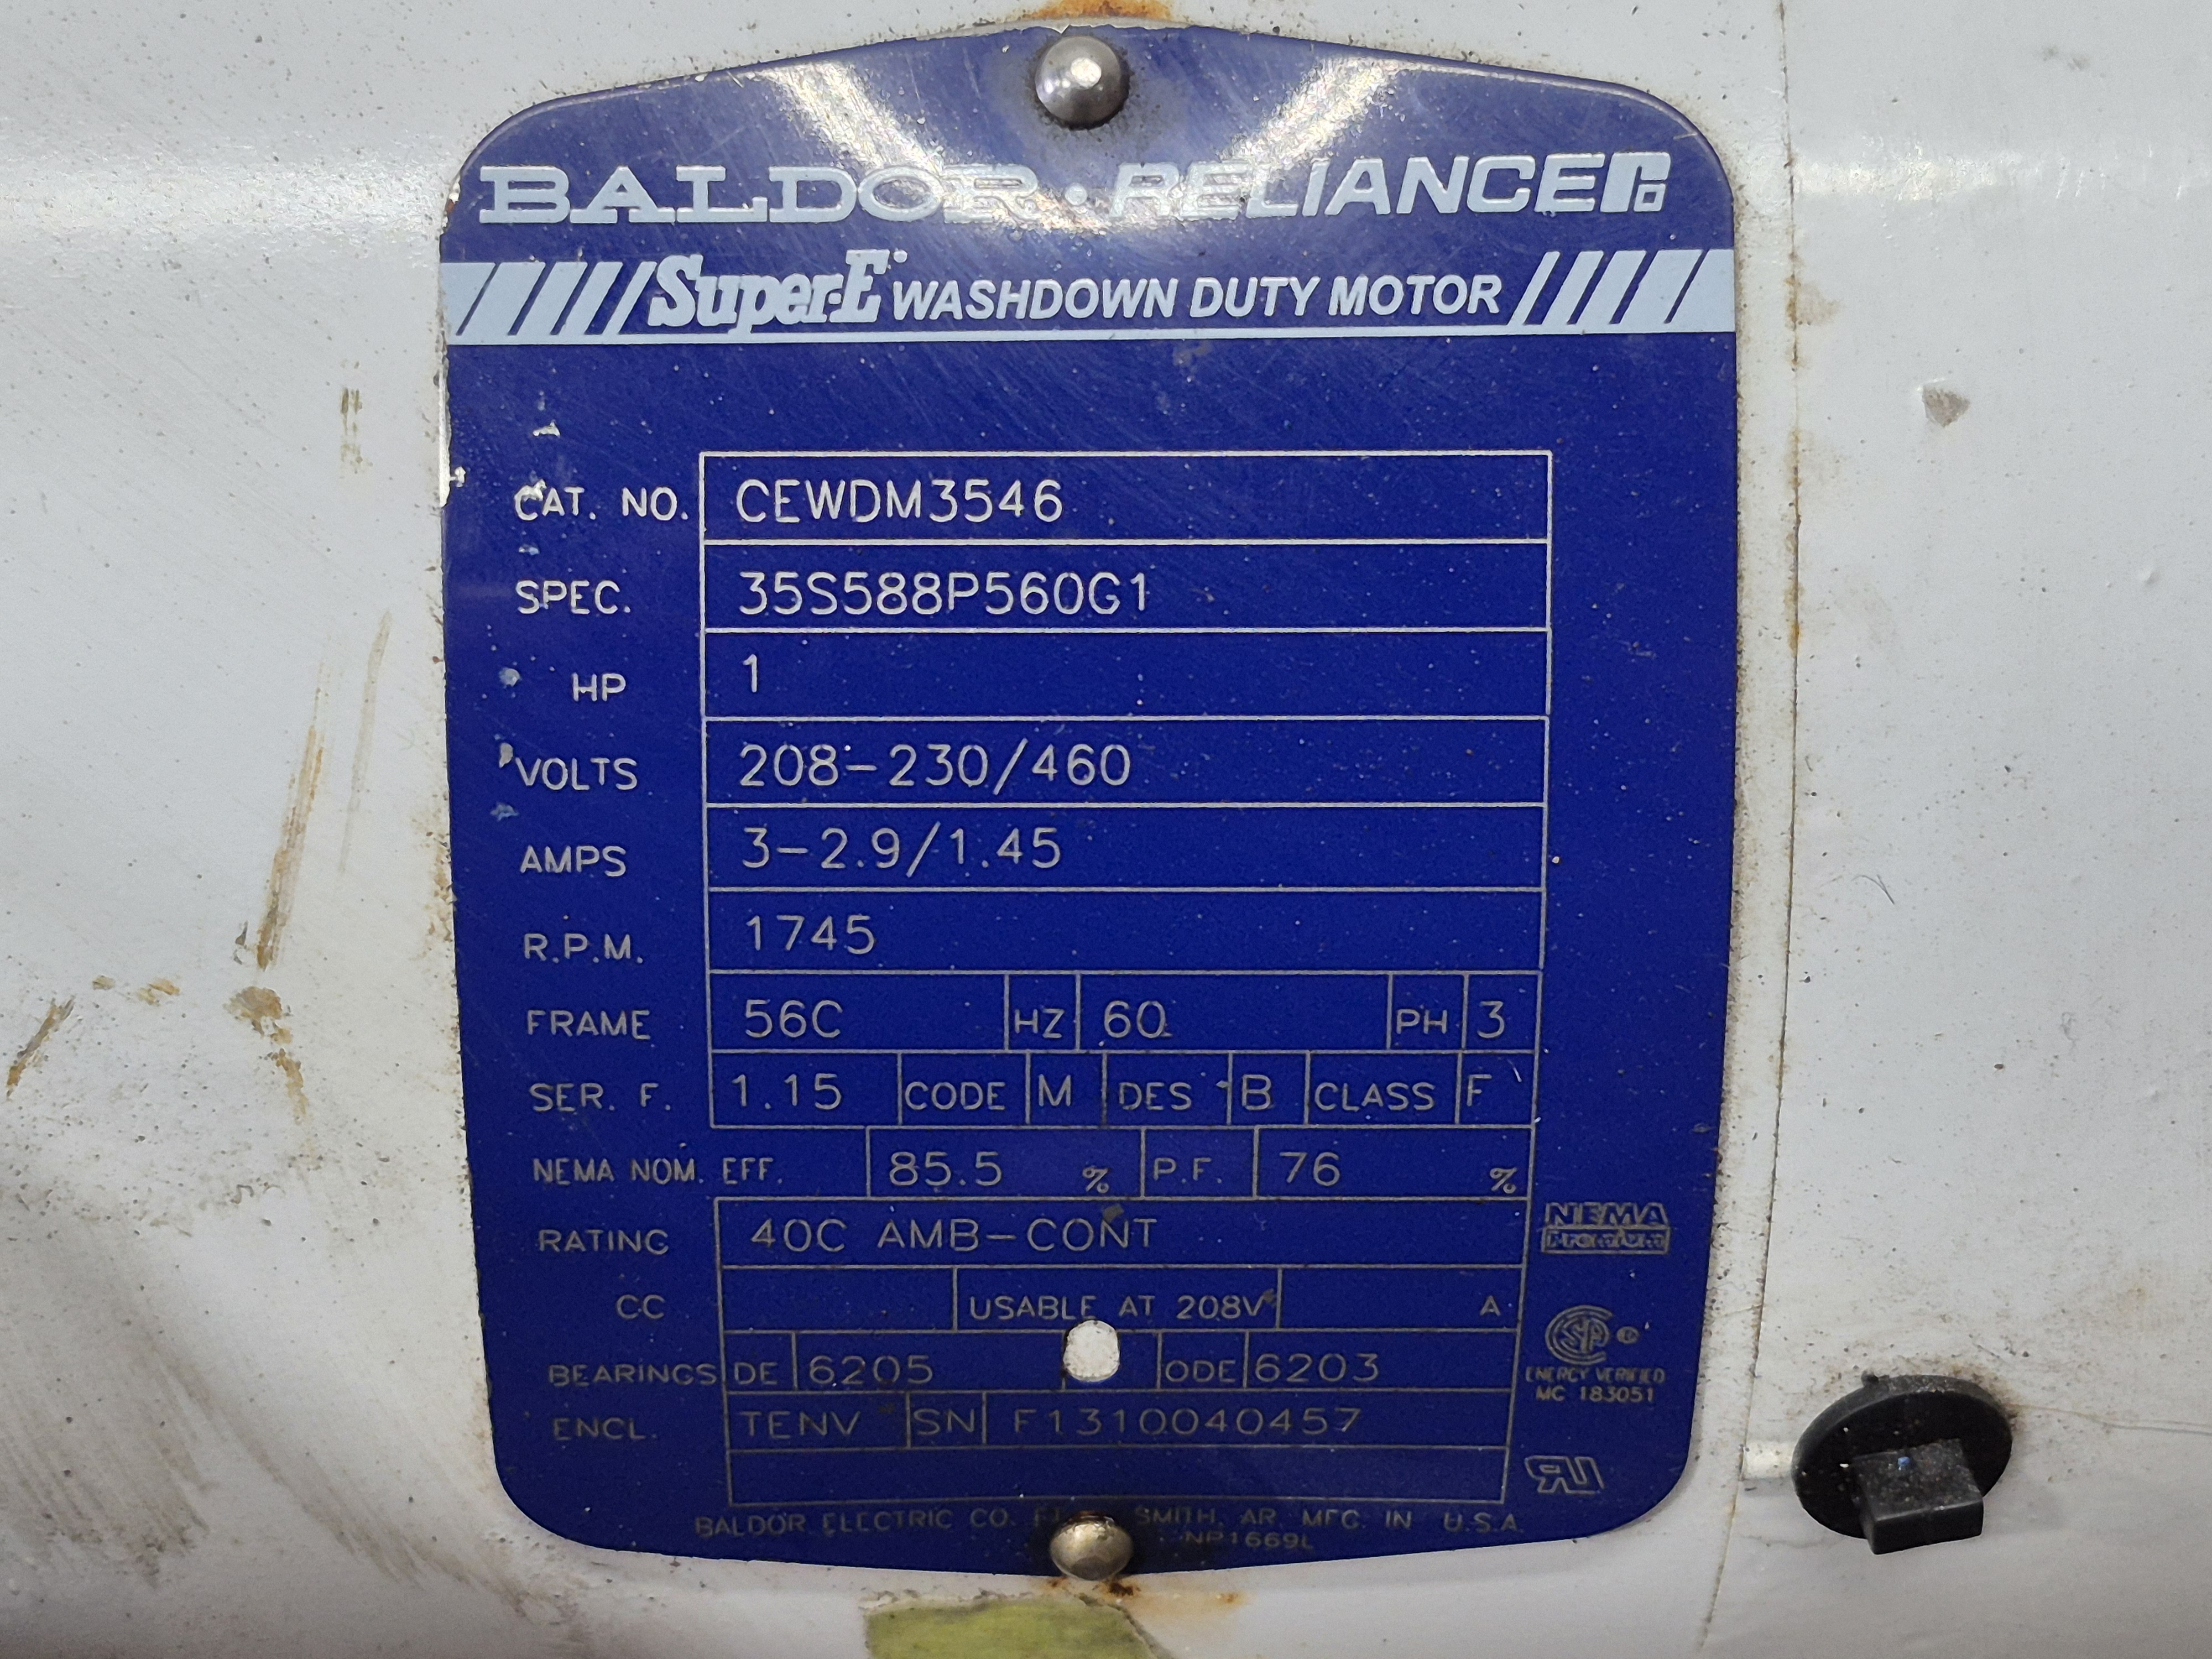 BALDOR · RELIANCE
Super-E WASHDOWN DUTY MOTOR
CAT. NO. CEWDM3546
SPEC. 35S588P560G1
HP 1
VOLTS 208-230/460
AMPS 3-2.9/1.45
R.P.M. 1745
FRAME 56C HZ 60 PH 3
SER. F. 1.15 CODE M DES B CLASS F
NEMA NOM. EFF. 85.5 % P.F. 76 %
RATING 40C AMB-CONT
NEMA
Premium
CC USABLE AT 208V A
BEARINGS DE 6205 ODE 6203
ENERGY VERIFIED
MC 183051
ENCL. TENV SN F1310040457
BALDOR ELECTRIC CO. SMITH, AR. MFG. IN U.S.A.
NP1669L